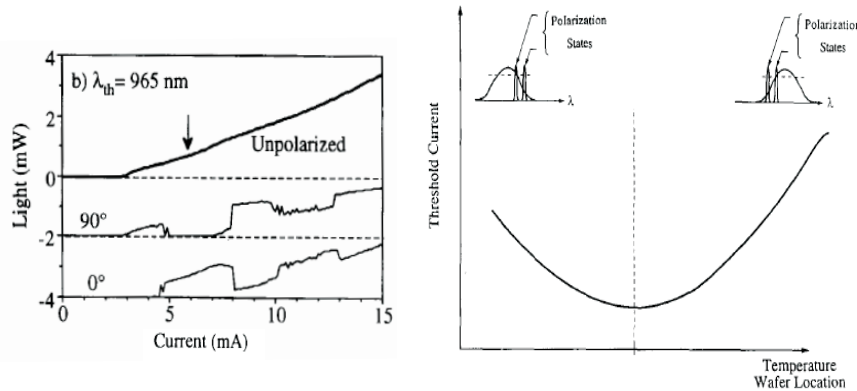 4
b) λth = 965 nm
2
Unpolarized
0
90°
-2
0°
-4
0
5
10
15
Light (mW)
Current (mA)
Polarization
States
λ
Polarization
States
λ
Threshold Current
Temperature
Wafer Location